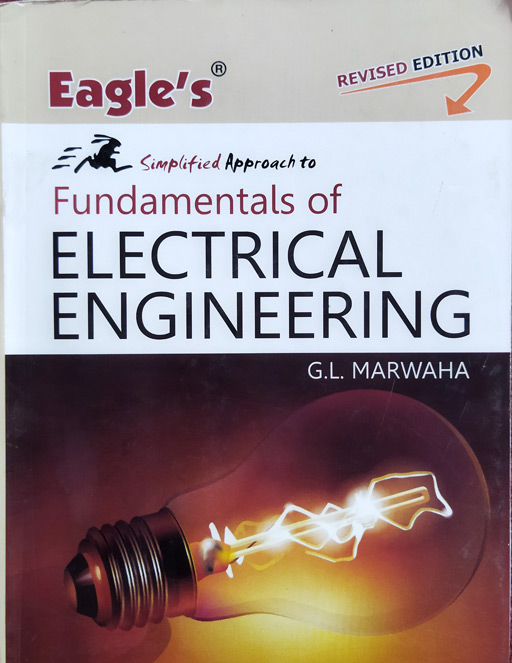 Eagle's®
REVISED EDITION
Simplified Approach to
Fundamentals of
ELECTRICAL
ENGINEERING
G.L. MARWAHA